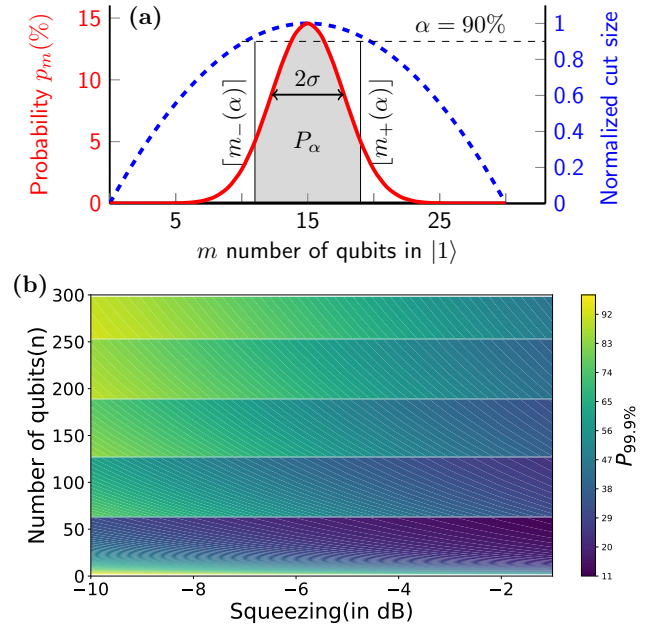 (a)
α = 90%
Probability p_m(%)
15
10
5
0
⌈m_−(α)⌉
2σ
P_α
⌊m_+(α)⌋
1
0.8
0.6
0.4
0.2
0
Normalized cut size
5
15
25
m number of qubits in |1⟩
(b)
300
250
200
150
100
50
0
Number of qubits(n)
−10
−8
−6
−4
−2
Squeezing(in dB)
92
83
74
65
56
47
38
29
20
11
P_99.9%